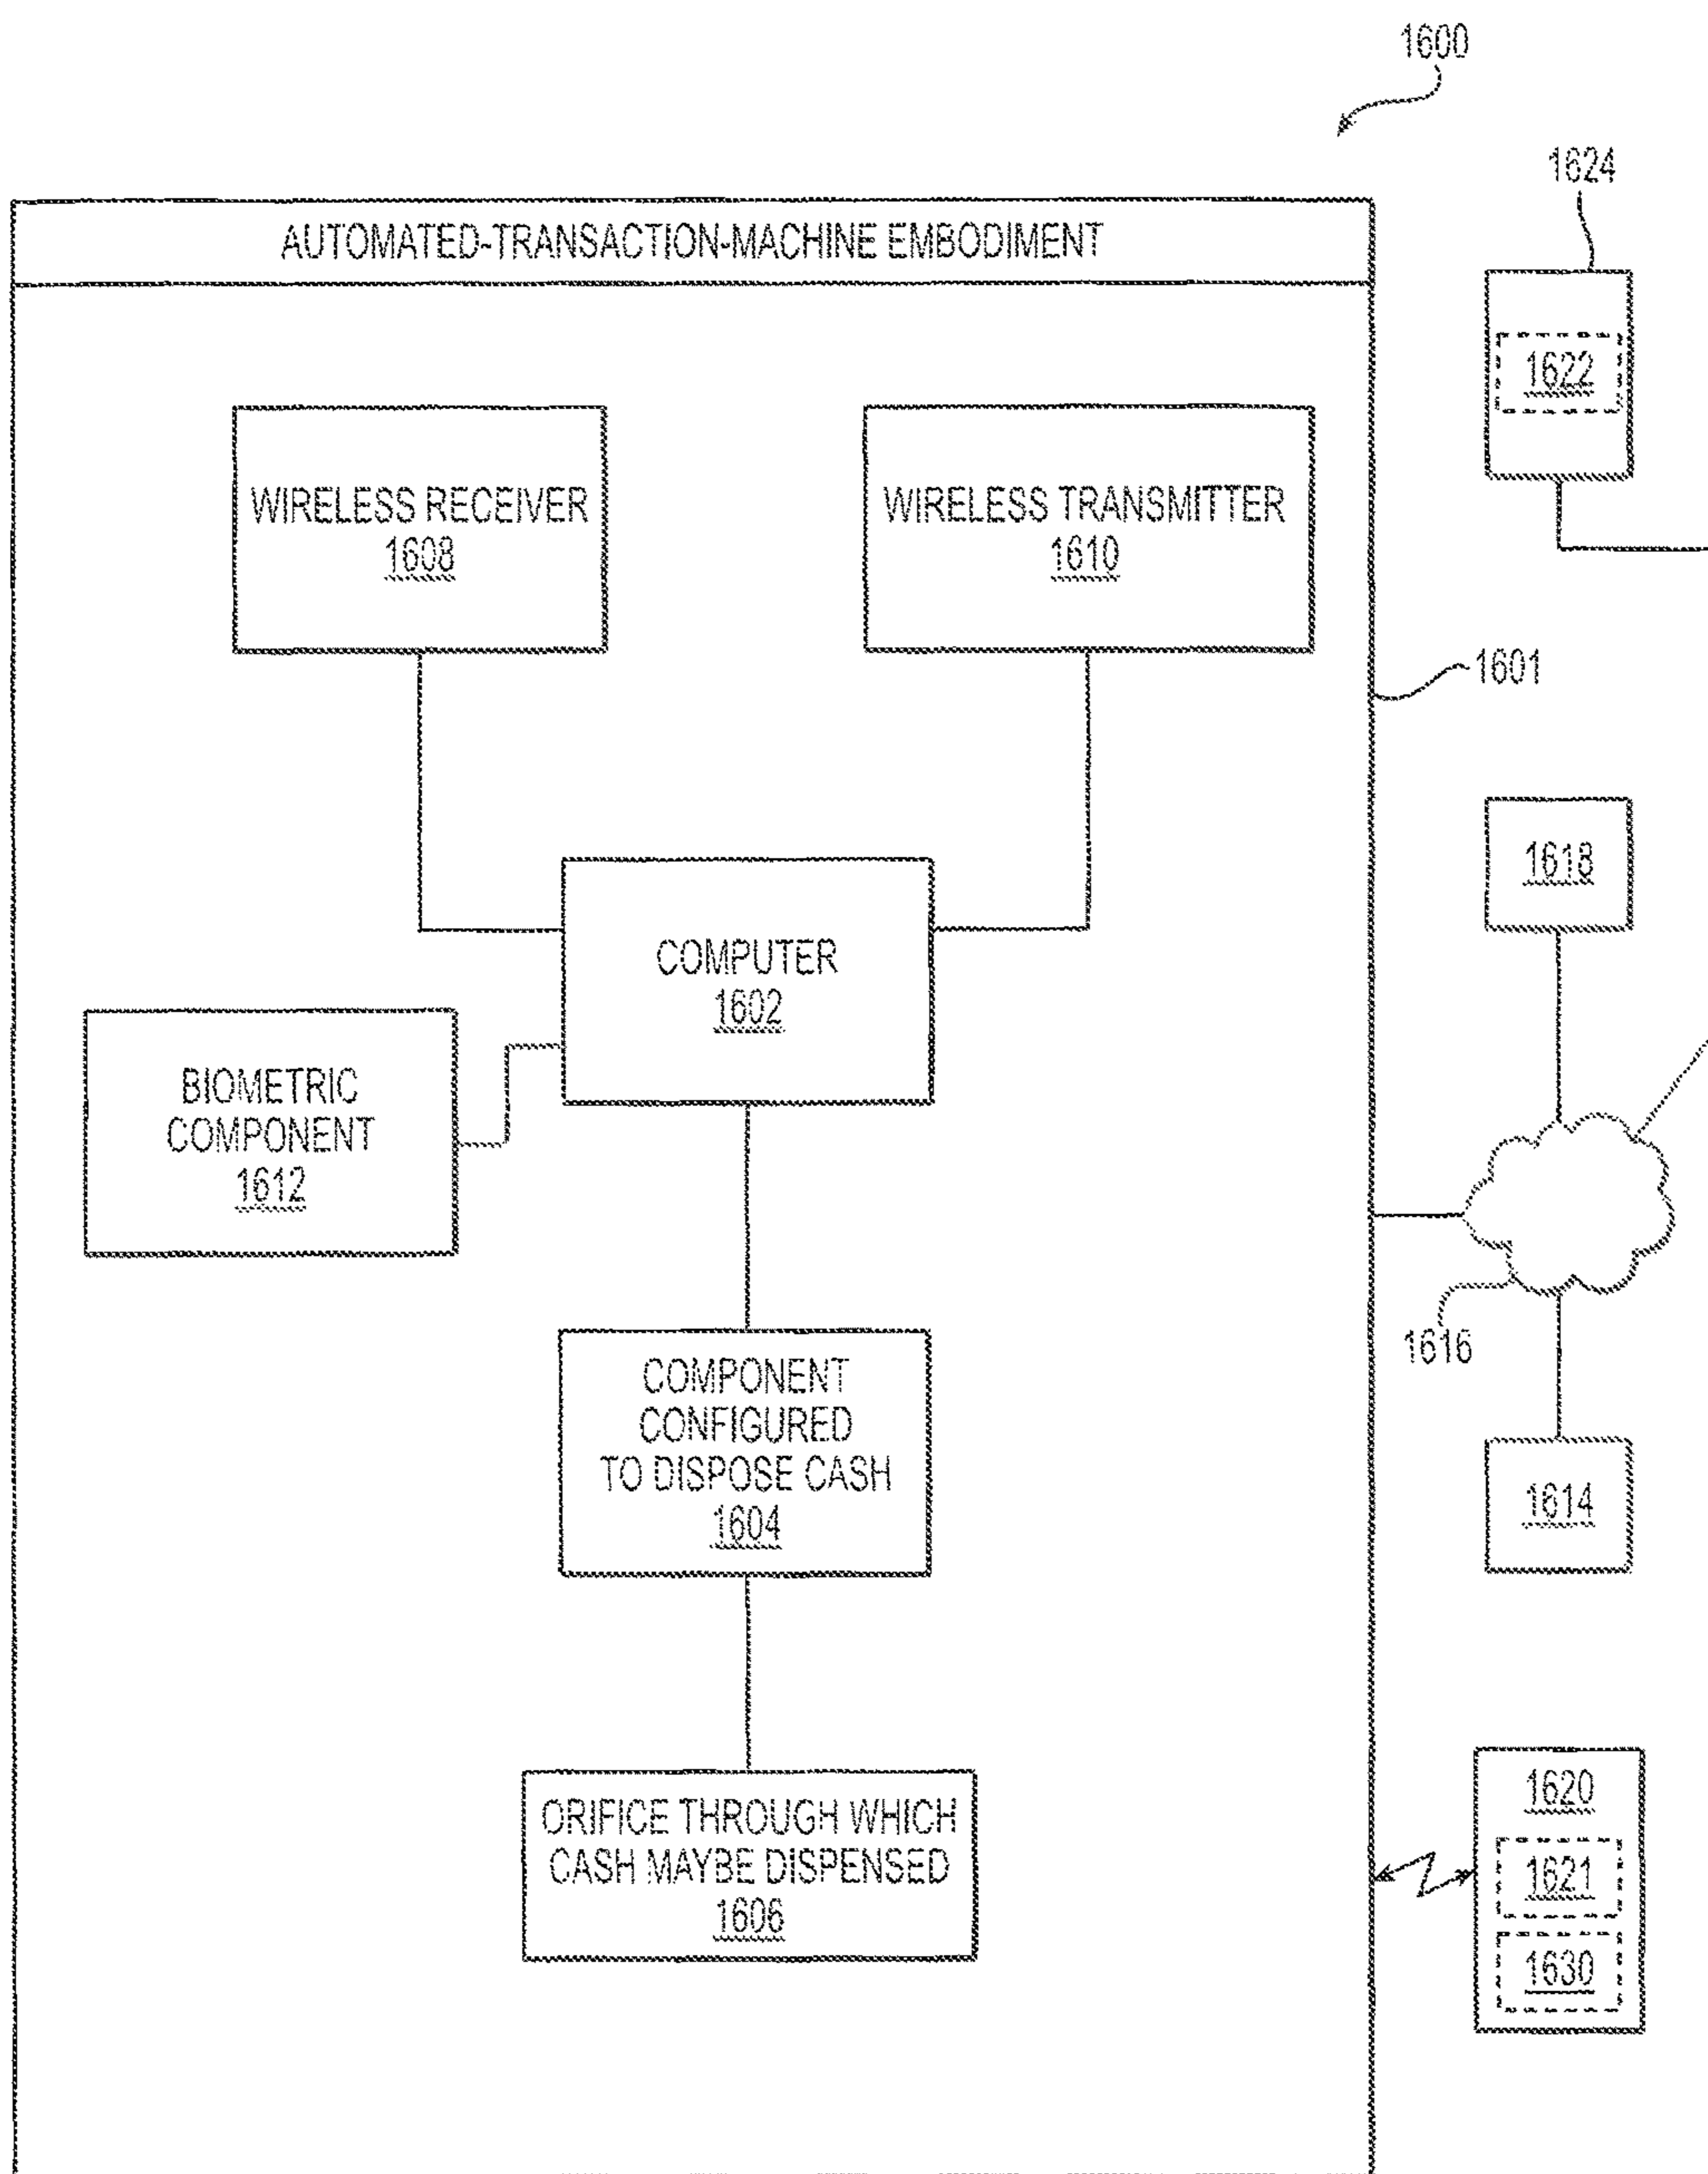 1600
1624
AUTOMATED-TRANSACTION-MACHINE EMBODIMENT
1622
WIRELESS RECEIVER
1608
WIRELESS TRANSMITTER
1610
1601
1618
COMPUTER
1602
BIOMETRIC
COMPONENT
1612
1616
COMPONENT
CONFIGURED
TO DISPOSE CASH
1604
1614
ORIFICE THROUGH WHICH
CASH MAYBE DISPENSED
1606
1620
1621
1630